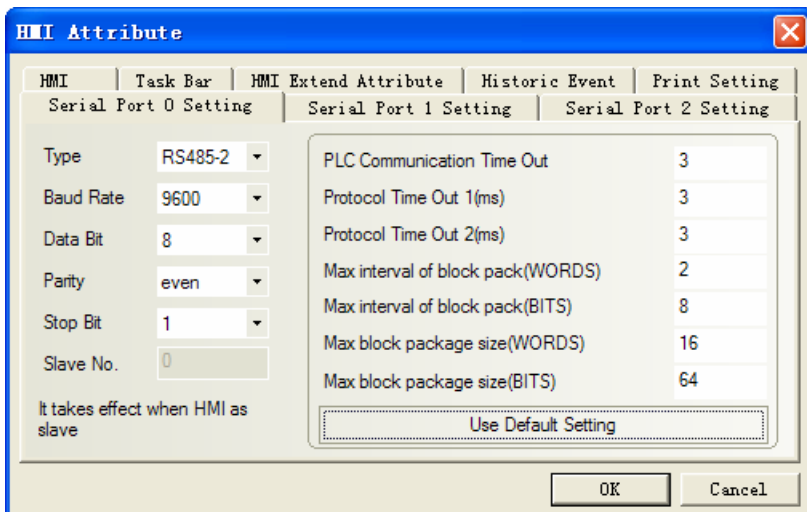 HMI Attribute
HMI
Task Bar
HMI Extend Attribute
Historic Event
Print Setting
Serial Port 0 Setting
Serial Port 1 Setting
Serial Port 2 Setting
Type RS485-2
Baud Rate 9600
Data Bit 8
Parity even
Stop Bit 1
Slave No. 0
It takes effect when HMI as
slave
PLC Communication Time Out 3
Protocol Time Out 1(ms) 3
Protocol Time Out 2(ms) 3
Max interval of block pack(WORDS) 2
Max interval of block pack(BITS) 8
Max block package size(WORDS) 16
Max block package size(BITS) 64
Use Default Setting
OK
Cancel